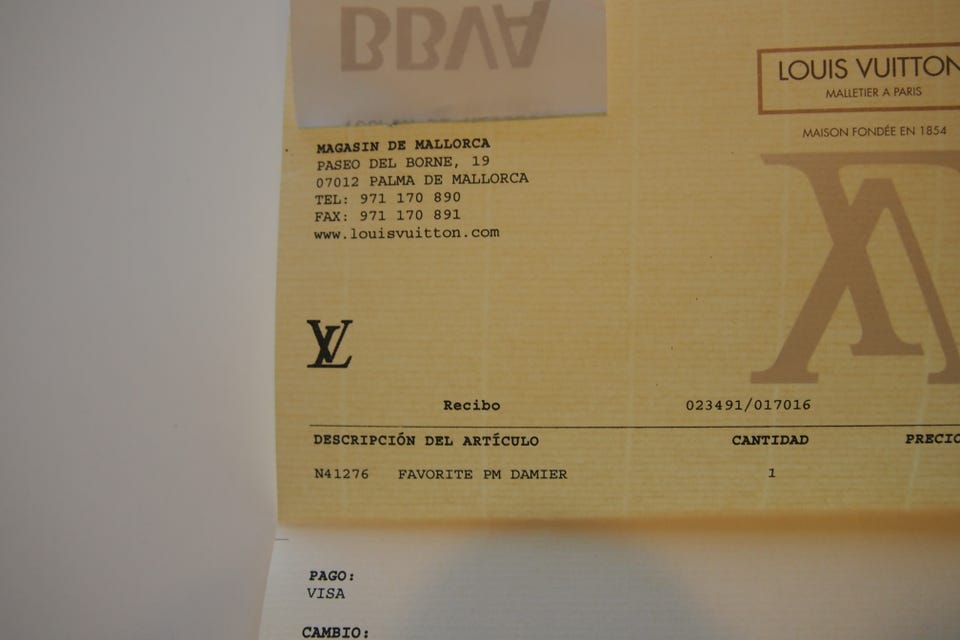 BBVA
LOUIS VUITTON
MALLETIER A PARIS
MAISON FONDÉE EN 1854
MAGASIN DE MALLORCA
PASEO DEL BORNE, 19
07012 PALMA DE MALLORCA
TEL: 971 170 890
FAX: 971 170 891
www.louisvuitton.com
LV
Recibo 023491/017016
DESCRIPCIÓN DEL ARTÍCULO CANTIDAD PRECIO
N41276 FAVORITE PM DAMIER 1
PAGO:
VISA
CAMBIO: